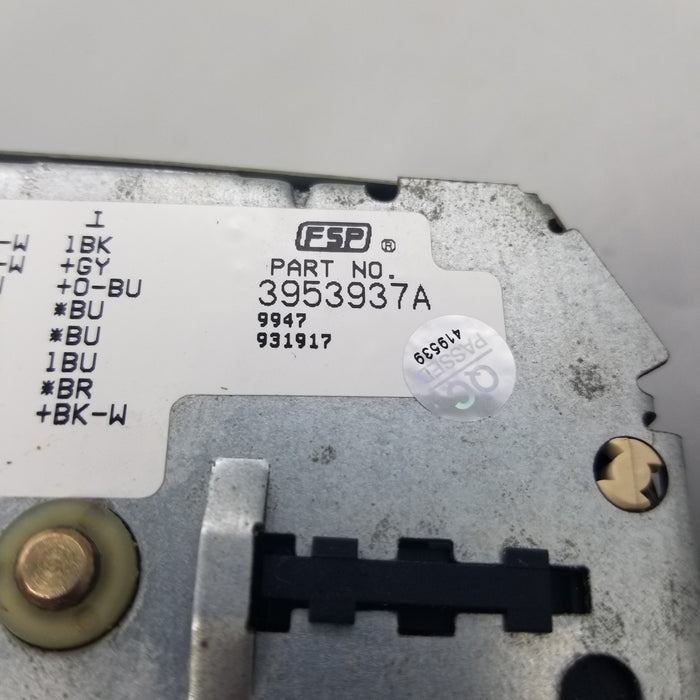 I
-W 1BK
-W +GY
+O-BU
*BU
*BU
1BU
*BR
+BK-W
FSP ®
PART NO.
3953937A
9947
931917
419539
PASSED
QC